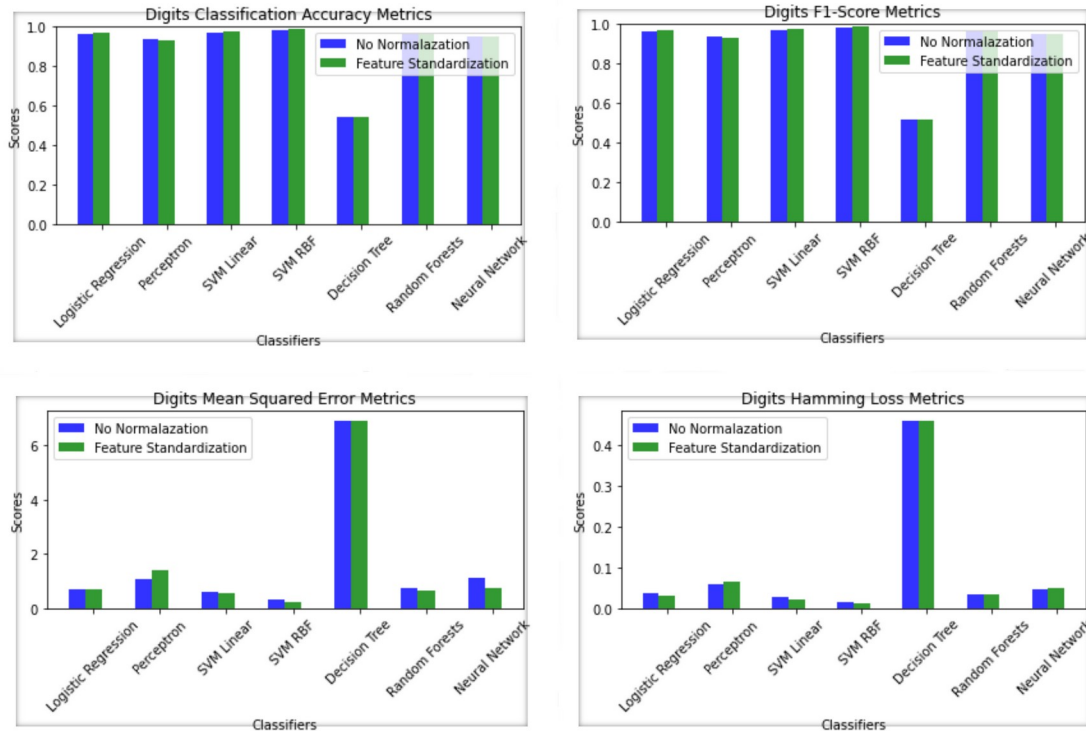 Digits Classification Accuracy Metrics
1.0
0.8
0.6
0.4
0.2
0.0
Scores
No Normalazation
Feature Standardization
Logistic Regression
Perceptron
SVM Linear
SVM RBF
Decision Tree
Random Forests
Neural Network
Classifiers
Digits F1-Score Metrics
1.0
0.8
0.6
0.4
0.2
0.0
Scores
No Normalazation
Feature Standardization
Logistic Regression
Perceptron
SVM Linear
SVM RBF
Decision Tree
Random Forests
Neural Network
Classifiers
Digits Mean Squared Error Metrics
6
4
2
0
Scores
No Normalazation
Feature Standardization
Logistic Regression
Perceptron
SVM Linear
SVM RBF
Decision Tree
Random Forests
Neural Network
Classifiers
Digits Hamming Loss Metrics
0.4
0.3
0.2
0.1
0.0
Scores
No Normalazation
Feature Standardization
Logistic Regression
Perceptron
SVM Linear
SVM RBF
Decision Tree
Random Forests
Neural Network
Classifiers